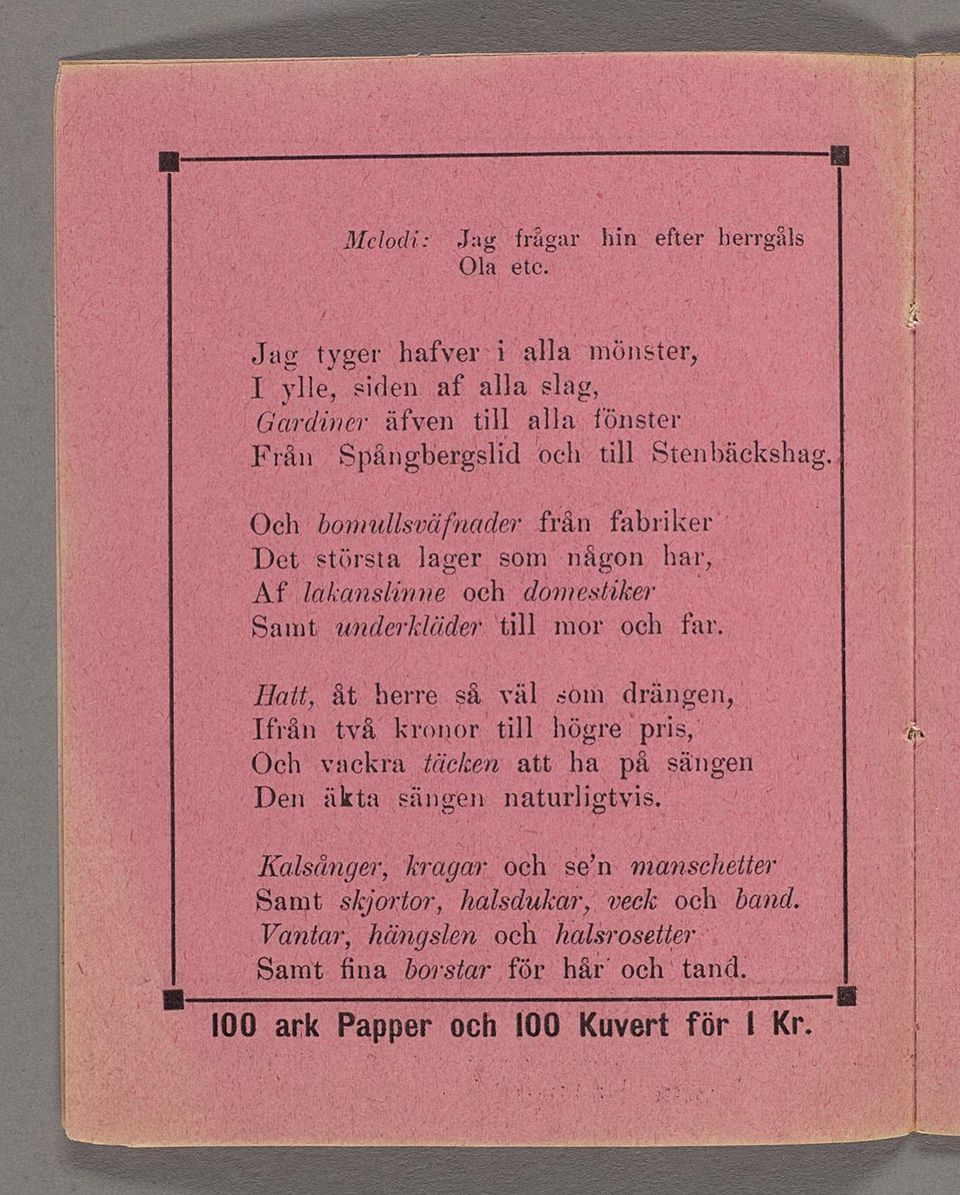 Melodi: Jag frågar hin efter herrgåls
Ola etc.
Jag tyger hafver i alla mönster,
I ylle, siden af alla slag,
Gardiner äfven till alla fönster
Från Spångbergslid och till Stenbäckshag.
Och bomullsväfnader från fabriker
Det största lager som någon har,
Af lakanslinne och domestiker
Samt underkläder till mor och far.
Hatt, åt herre så väl som drängen,
Ifrån två kronor till högre pris,
Och vackra täcken att ha på sängen
Den äkta sängen naturligtvis.
Kalsånger, kragar och se'n manschetter
Samt skjortor, halsdukar, veck och band.
Vantar, hängslen och halsrosetter
Samt fina borstar för hår och tand.
100 ark Papper och 100 Kuvert för 1 Kr.